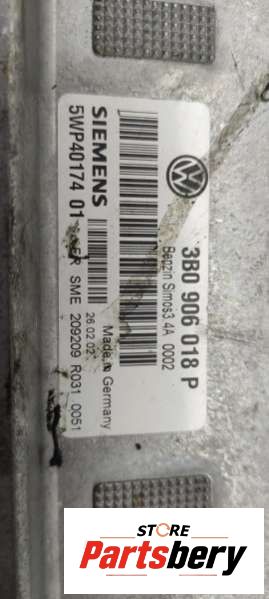 3B0 906 018 P
Benzin Simos3 4A 0002
26.02.02
Made in Germany
SIEMENS
5WP40174 01
SME 209209 R031 0051
STORE
Partsbery